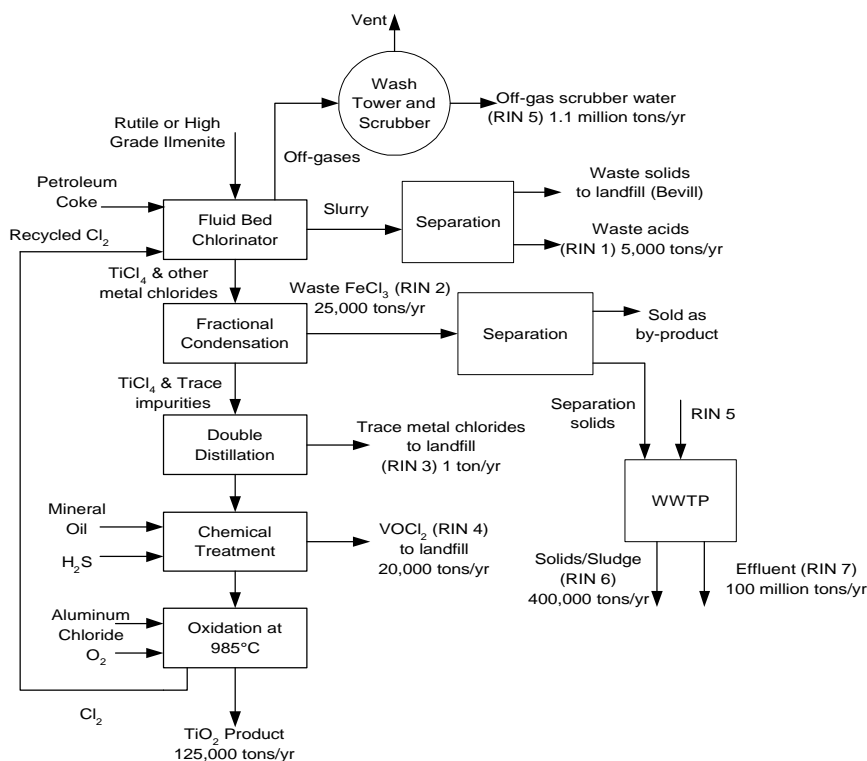 Vent
Wash
Tower and
Scrubber
Off-gas scrubber water
(RIN 5) 1.1 million tons/yr
Rutile or High
Grade Ilmenite
Off-gases
Petroleum
Coke
Recycled Cl₂
Fluid Bed
Chlorinator
Slurry
Separation
Waste solids
to landfill (Bevill)
Waste acids
(RIN 1) 5,000 tons/yr
TiCl₄ & other
metal chlorides
Waste FeCl₃ (RIN 2)
25,000 tons/yr
Fractional
Condensation
Separation
Sold as
by-product
TiCl₄ & Trace
impurities
Separation
solids
RIN 5
Double
Distillation
Trace metal chlorides
to landfill
(RIN 3) 1 ton/yr
WWTP
Mineral
Oil
H₂S
Chemical
Treatment
VOCl₂ (RIN 4)
to landfill
20,000 tons/yr
Solids/Sludge
(RIN 6)
400,000 tons/yr
Effluent (RIN 7)
100 million tons/yr
Aluminum
Chloride
O₂
Oxidation at
985°C
Cl₂
TiO₂ Product
125,000 tons/yr